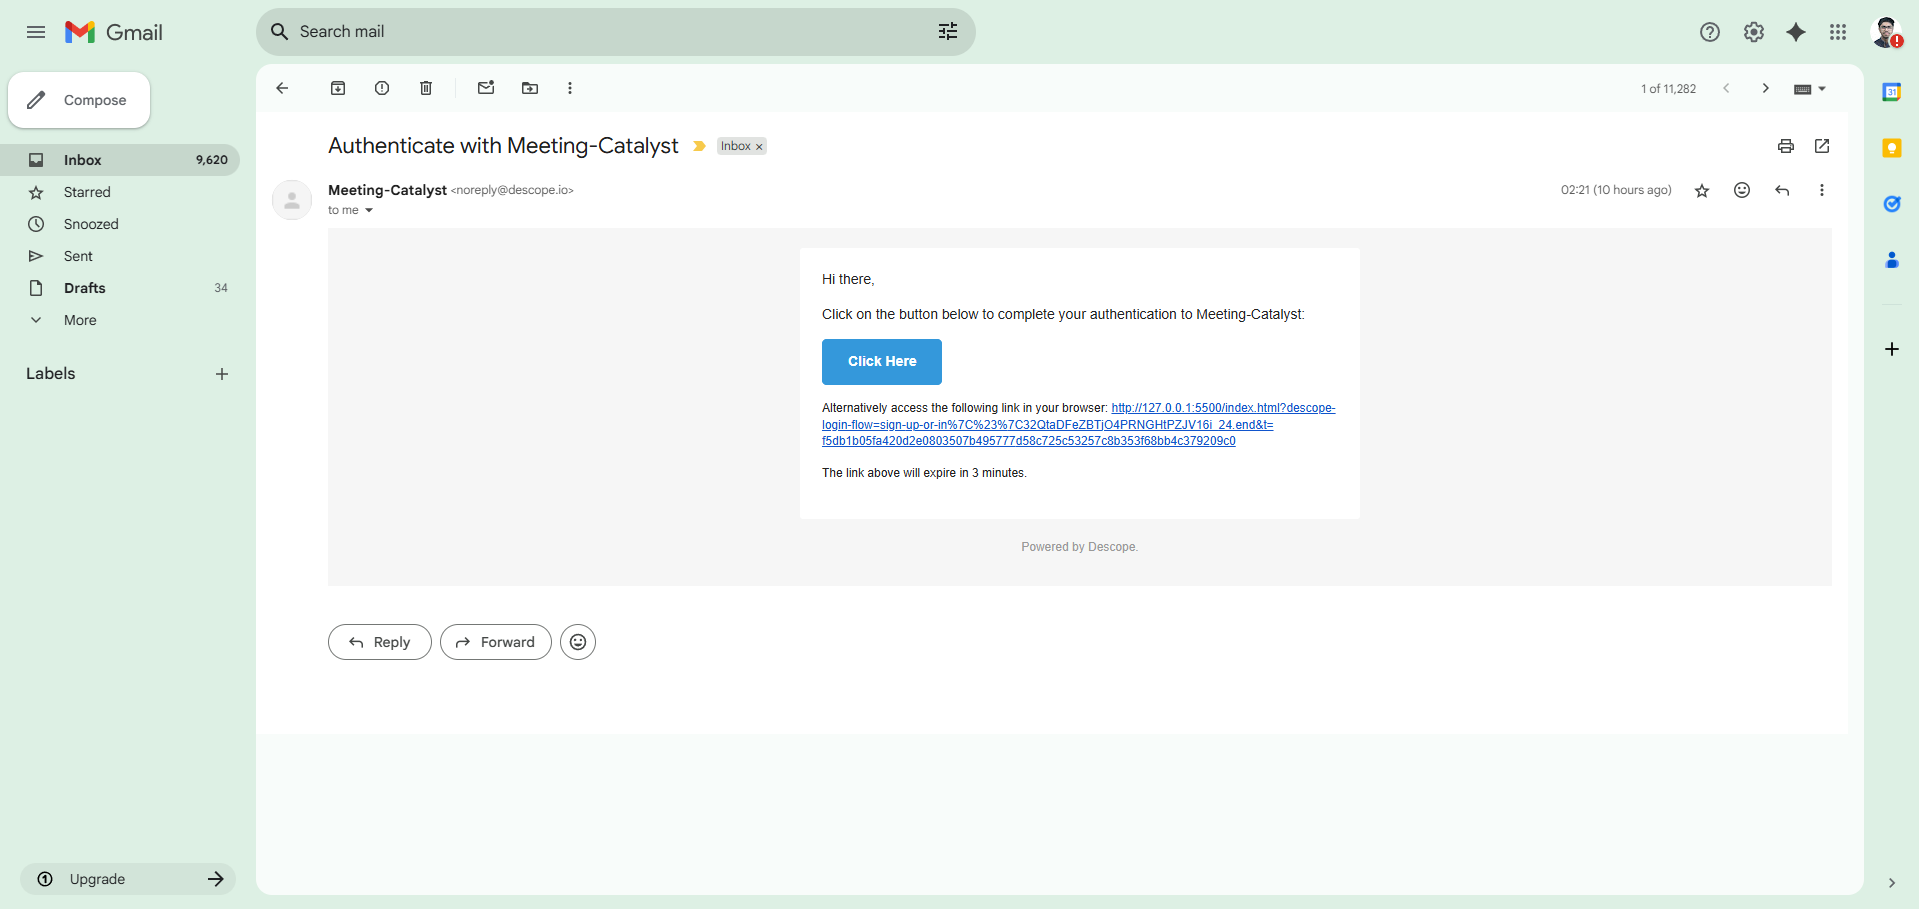 Gmail
Search mail
Compose
Inbox 9,620
Starred
Snoozed
Sent
Drafts 34
More
Labels
Upgrade
1 of 11,282
31
Authenticate with Meeting-Catalyst Inbox ×
Meeting-Catalyst <noreply@descope.io> 02:21 (10 hours ago)
to me
Hi there,
Click on the button below to complete your authentication to Meeting-Catalyst:
Click Here
Alternatively access the following link in your browser: http://127.0.0.1:5500/index.html?descope-
login-flow=sign-up-or-in%7C%23%7C32QtaDFeZBTjO4PRNGHtPZJV16i_24.end&t=
f5db1b05fa420d2e0803507b495777d58c725c53257c8b353f68bb4c379209c0
The link above will expire in 3 minutes.
Powered by Descope.
Reply Forward